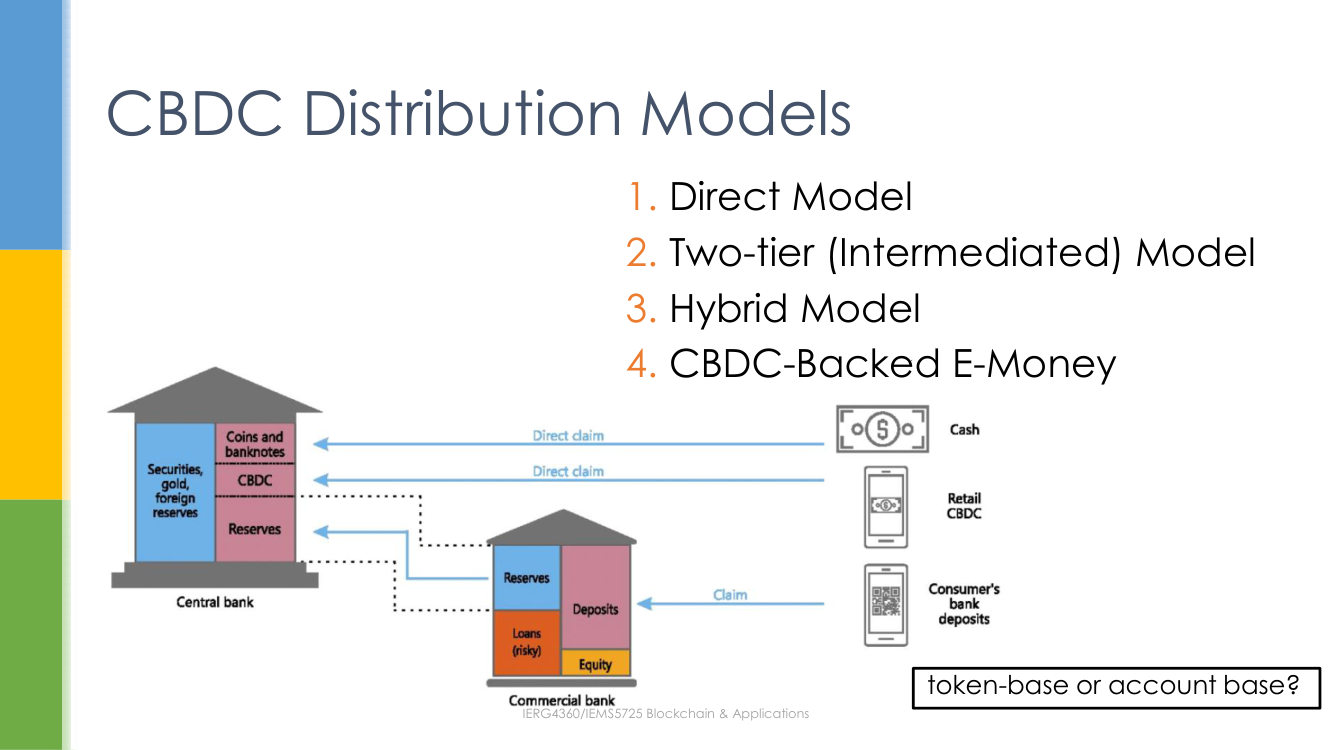 CBDC Distribution Models
1. Direct Model
2. Two-tier (Intermediated) Model
3. Hybrid Model
4. CBDC-Backed E-Money
Securities,
gold,
foreign
reserves
Coins and
banknotes
CBDC
Reserves
Central bank
Direct claim
Direct claim
Cash
Retail
CBDC
Reserves
Loans
(risky)
Deposits
Equity
Commercial bank
Claim
Consumer's
bank
deposits
token-base or account base?
IERG4360/IEMS5725 Blockchain & Applications